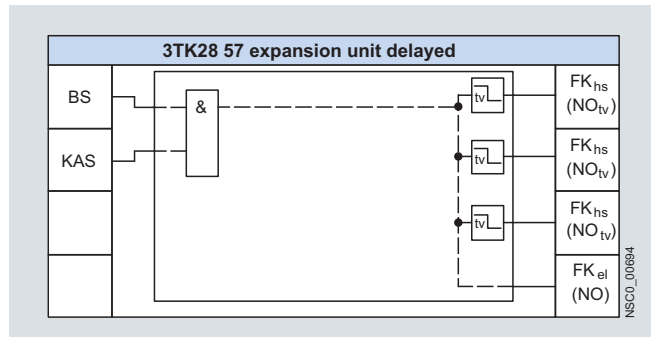 3TK28 57 expansion unit delayed
BS
KAS
&
tv
tv
tv
FKhs
(NOtv)
FKhs
(NOtv)
FKhs
(NOtv)
FKel
(NO)
NSC0_00694